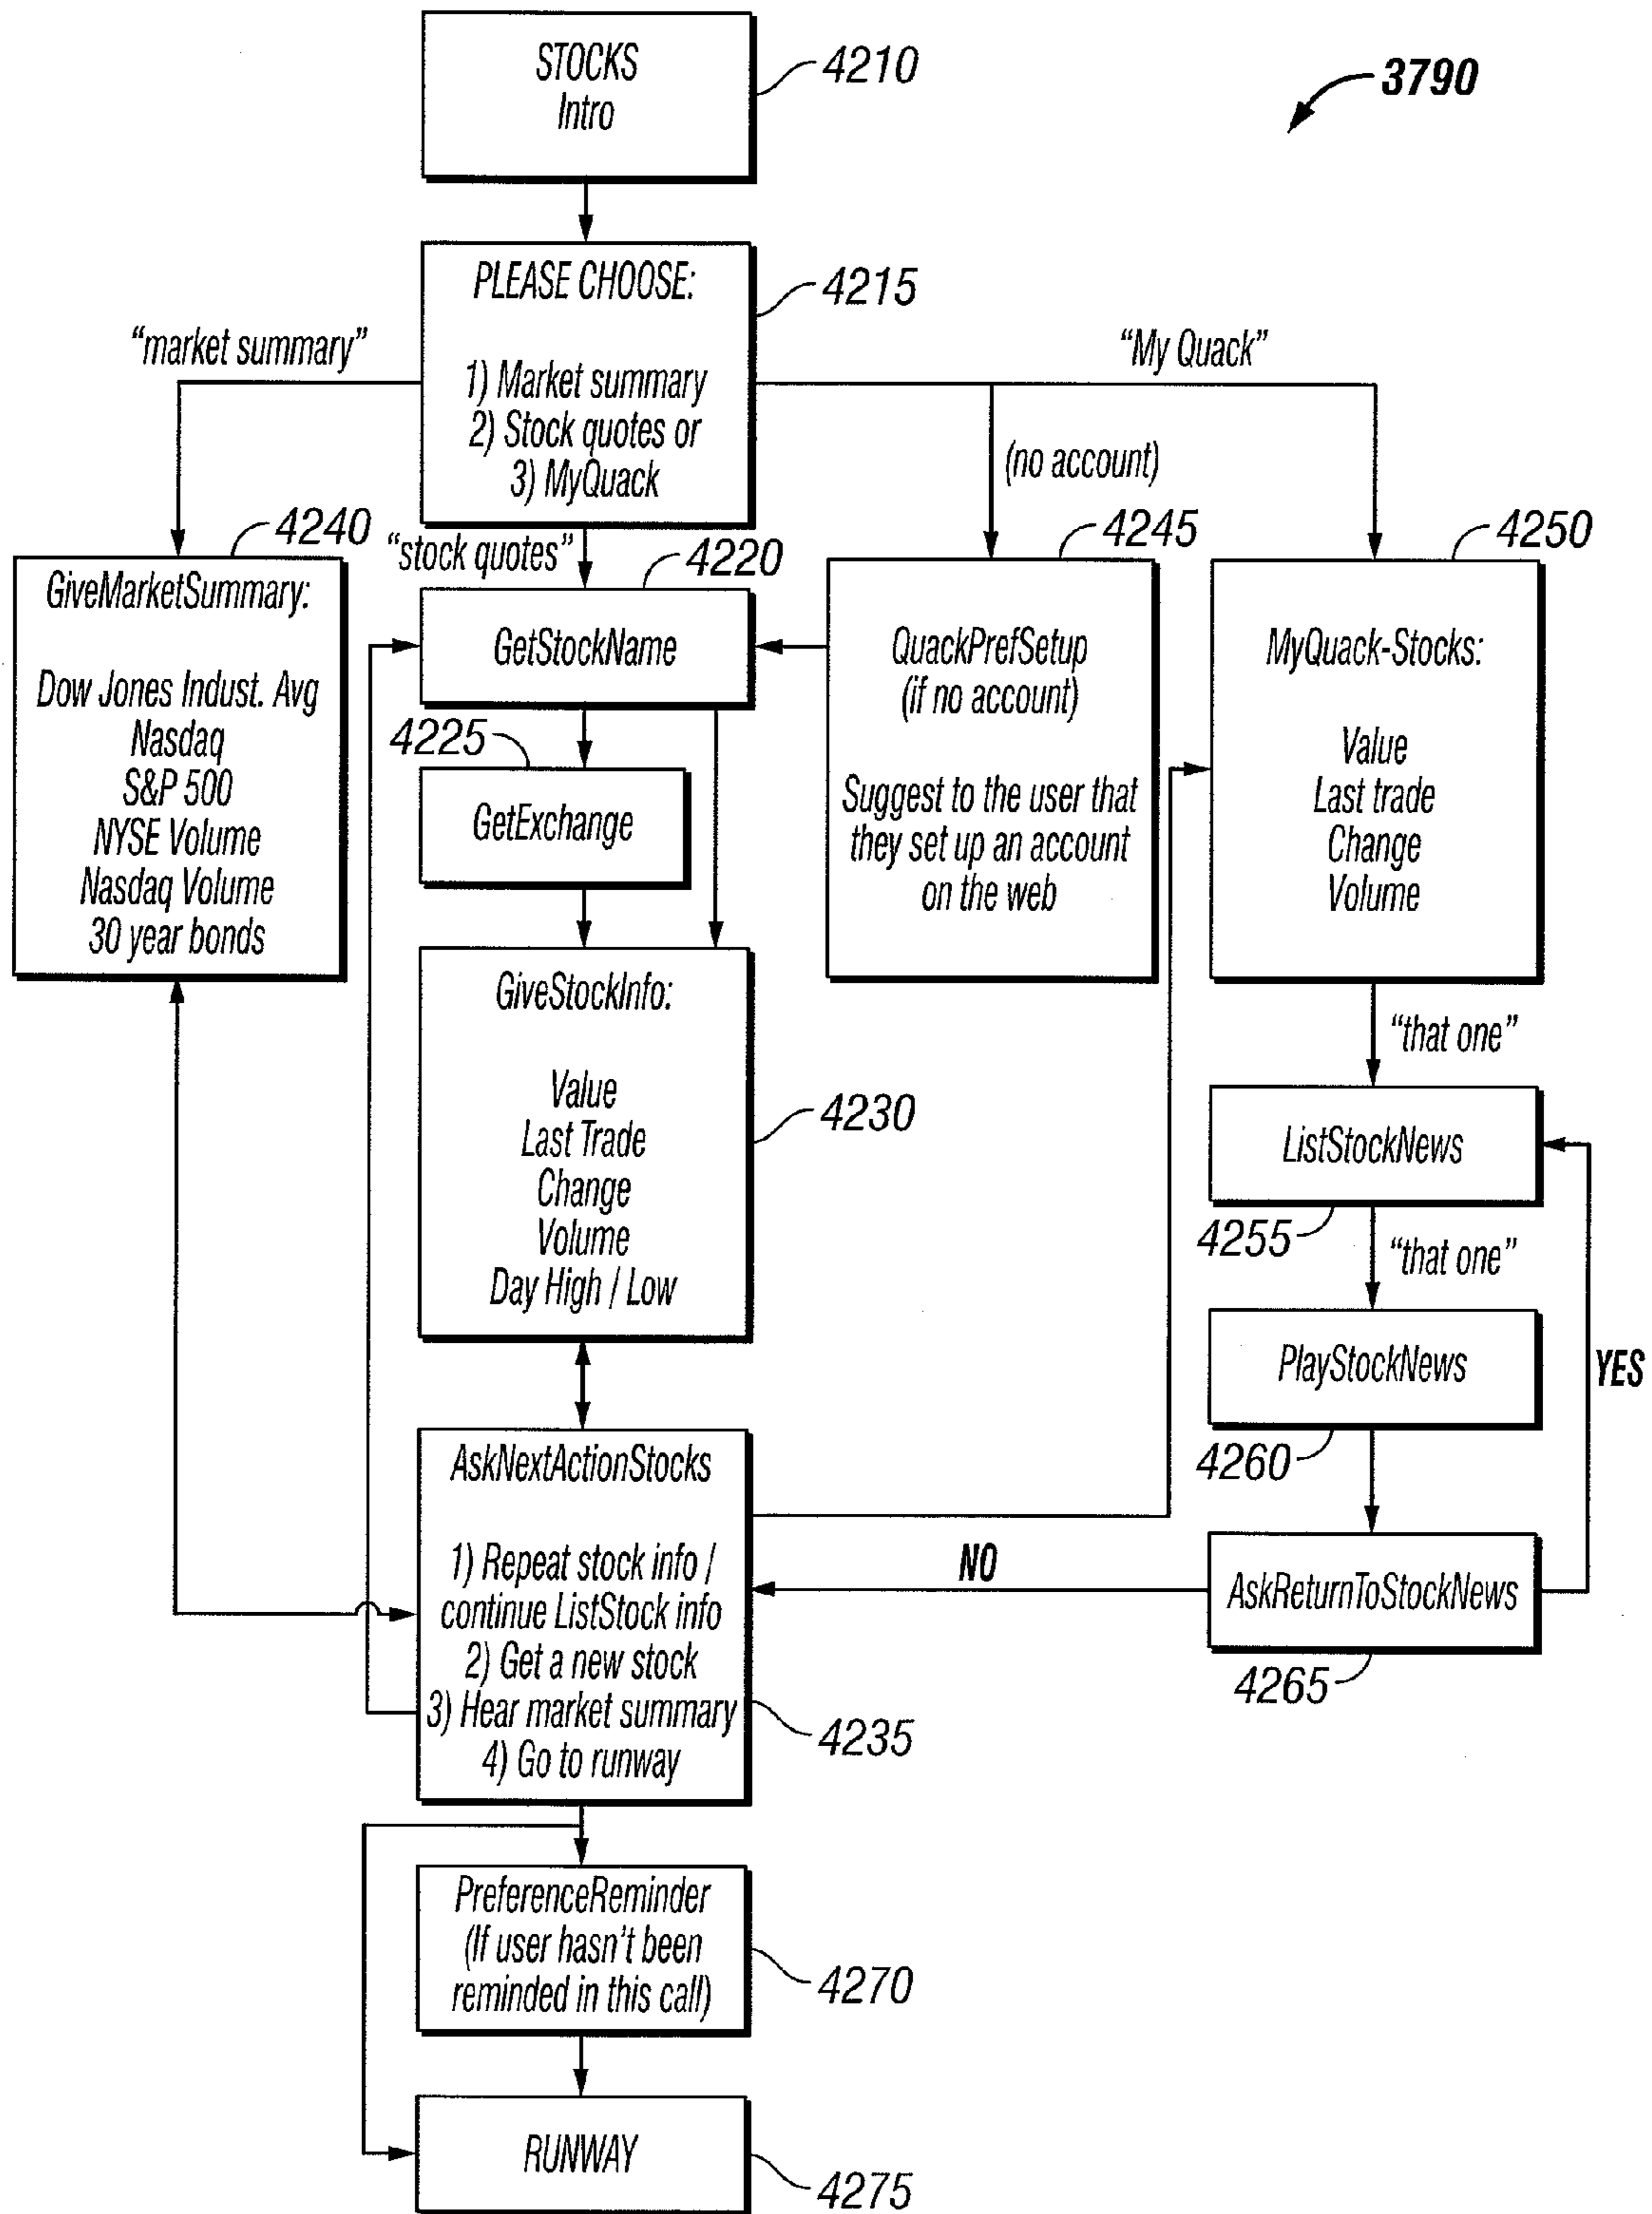 STOCKS
Intro
4210
3790
PLEASE CHOOSE:
1) Market summary
2) Stock quotes or
3) MyQuack
4215
“market summary”
“My Quack”
(no account)
“stock quotes”
4240
GiveMarketSummary:
Dow Jones Indust. Avg
Nasdaq
S&P 500
NYSE Volume
Nasdaq Volume
30 year bonds
4220
GetStockName
4225
GetExchange
4245
QuackPrefSetup
(if no account)
Suggest to the user that
they set up an account
on the web
4250
MyQuack-Stocks:
Value
Last trade
Change
Volume
GiveStockInfo:
Value
Last Trade
Change
Volume
Day High / Low
4230
“that one”
ListStockNews
4255
“that one”
PlayStockNews
4260
YES
AskReturnToStockNews
4265
NO
AskNextActionStocks
1) Repeat stock info /
continue ListStock info
2) Get a new stock
3) Hear market summary
4) Go to runway
4235
PreferenceReminder
(If user hasn't been
reminded in this call)
4270
RUNWAY
4275